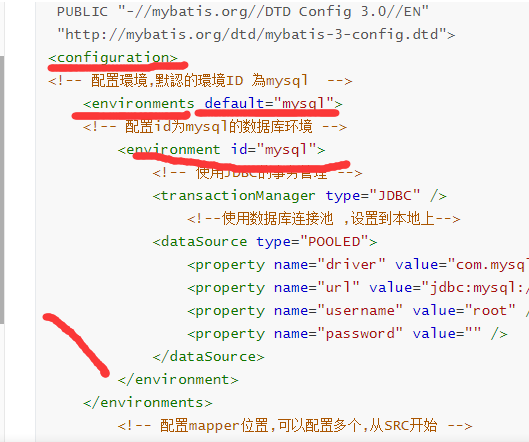 PUBLIC "-//mybatis.org//DTD Config 3.0//EN"
"http://mybatis.org/dtd/mybatis-3-config.dtd">
<configuration>
<!-- 配置環境,默認的環境ID 為mysql  -->
<environments default="mysql">
<!-- 配置id为mysql的数据库环境 -->
<environment id="mysql">
<!-- 使用JDBC的事务管理 -->
<transactionManager type="JDBC" />
<!--使用数据库连接池 ,设置到本地上-->
<dataSource type="POOLED">
<property name="driver" value="com.mysql
<property name="url" value="jdbc:mysql:/
<property name="username" value="root" /
<property name="password" value="" />
</dataSource>
</environment>
</environments>
<!-- 配置mapper位置,可以配置多个,从SRC开始 -->